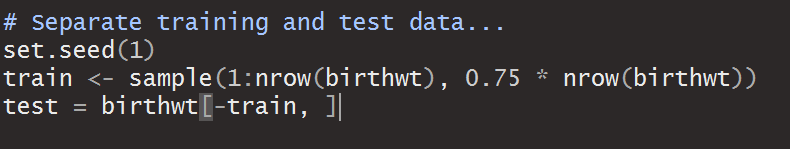 # Separate training and test data...
set.seed(1)
train <- sample(1:nrow(birthwt), 0.75 * nrow(birthwt))
test = birthwt[-train, ]